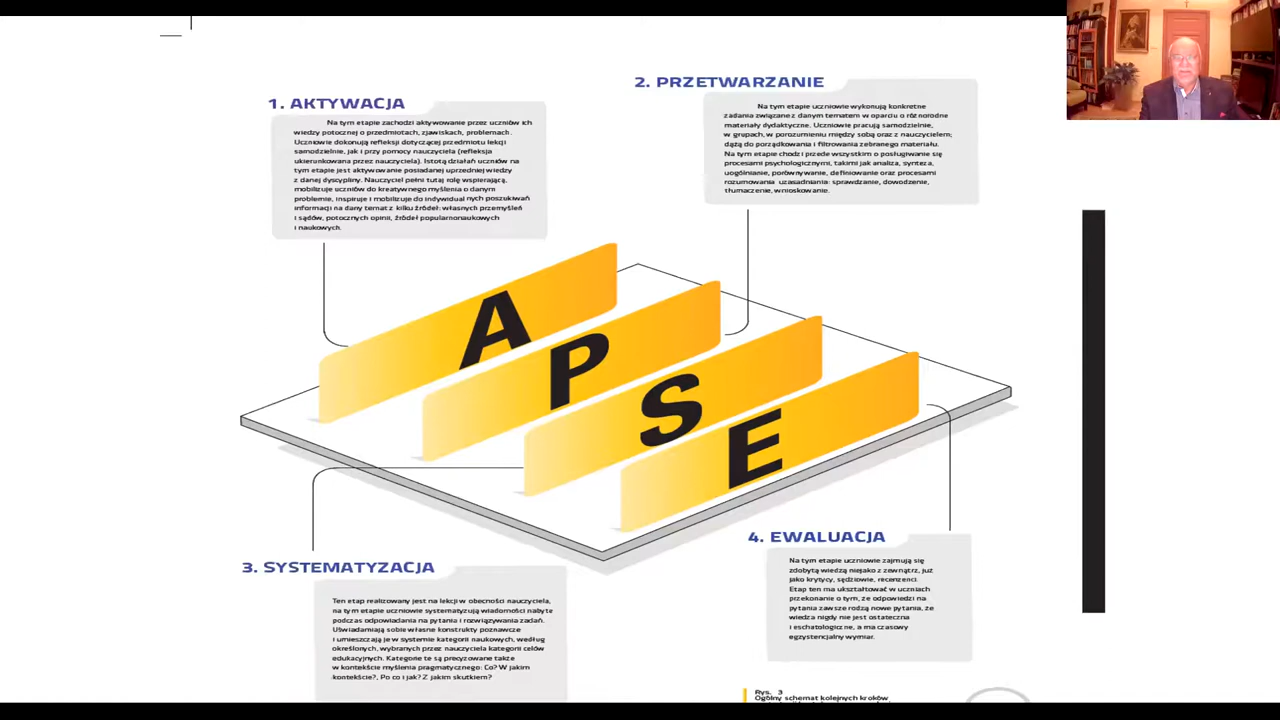 1. AKTYWACJA
Na tym etapie zachodzi aktywowanie przez uczniów ich
wiedzy potocznej o przedmiotach, zjawiskach, problemach.
Uczniowie dokonują refleksji dotyczącej przedmiotu lekcji
samodzielnie, jak i przy pomocy nauczyciela (refleksja
ukierunkowana przez nauczyciela). Istotą działań uczniów na
tym etapie jest aktywowanie posiadanej uprzedniej wiedzy
z danej dyscypliny. Nauczyciel pełni tutaj rolę wspierającą,
mobilizuje uczniów do kreatywnego myślenia o danym
problemie, inspiruje i mobilizuje do indywidual nych poszukiwań
informacji na dany temat z kilku źródeł: własnych przemyśleń
i sądów, potocznych opinii, źródeł popularnonaukowych
i naukowych.
2. PRZETWARZANIE
Na tym etapie uczniowie wykonują konkretne
zadania związane z danym tematem w oparciu o różnorodne
materiały dydaktyczne. Uczniowie pracują samodzielnie,
w grupach, w porozumieniu między sobą oraz z nauczycielem;
dążą do porządkowania i filtrowania zebranego materiału.
Na tym etapie chodzi przede wszystkim o posługiwanie się
procesami psychologicznymi, takimi jak analiza, synteza,
uogólnianie, porównywanie, definiowanie oraz procesami
rozumowania uzasadniania: sprawdzanie, dowodzenie,
tłumaczenie, wnioskowanie.
A
P
S
E
3. SYSTEMATYZACJA
Ten etap realizowany jest na lekcji w obecności nauczyciela,
na tym etapie uczniowie systematyzują wiadomości nabyte
podczas odpowiadania na pytania i rozwiązywania zadań.
Uświadamiają sobie własne konstrukty poznawcze
i umieszczają je w systemie kategorii naukowych, według
określonych, wybranych przez nauczyciela kategorii celów
edukacyjnych. Kategorie te są precyzowane także
w kontekście myślenia pragmatycznego: Co? W jakim
kontekście?, Po co i jak? Z jakim skutkiem?
4. EWALUACJA
Na tym etapie uczniowie zajmują się
zdobytą wiedzą niejako z zewnątrz, już
jako krytycy, sędziowie, recenzenci.
Etap ten ma ukształtować w uczniach
przekonanie o tym, że odpowiedzi na
pytania zawsze rodzą nowe pytania, że
wiedza nigdy nie jest ostateczna
i eschatologiczne, a ma czasowy
egzystencjalny wymiar.
Rys. 3
Ogólny schemat kolejnych kroków